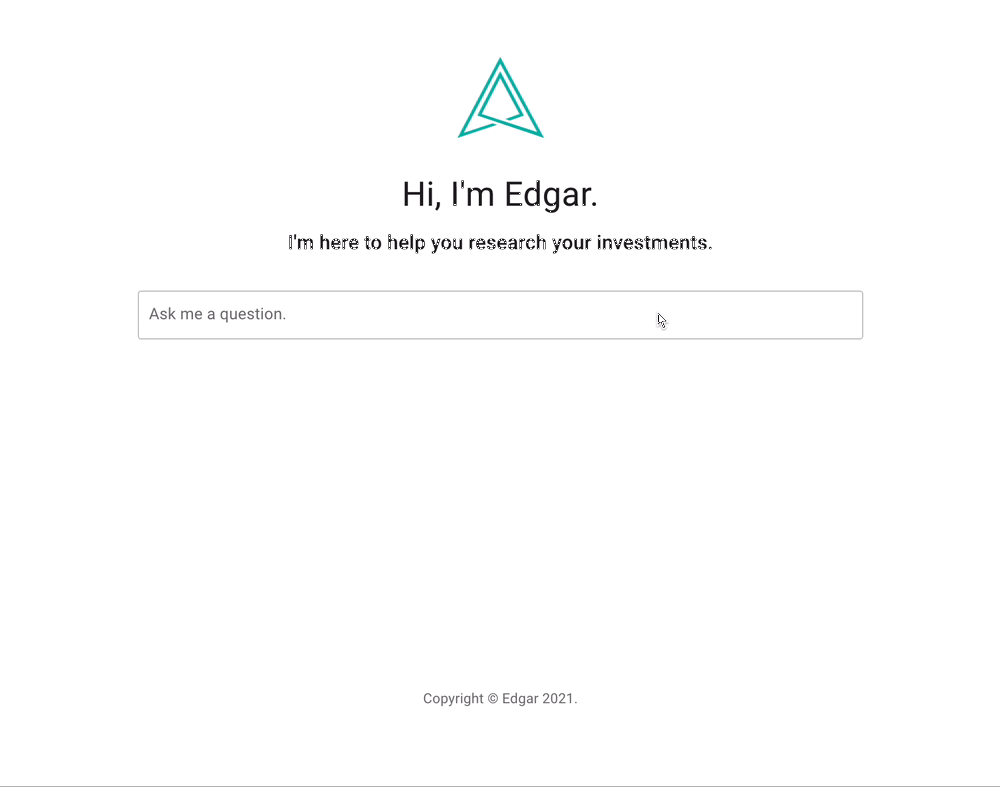 Hi, I'm Edgar.
I'm here to help you research your investments.
Ask me a question.
Copyright © Edgar 2021.